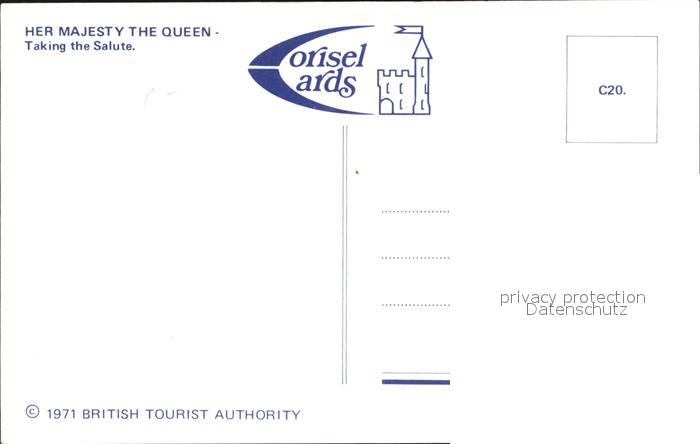 HER MAJESTY THE QUEEN -
Taking the Salute.
Corisel
Cards
C20.
privacy protection
Datenschutz
© 1971 BRITISH TOURIST AUTHORITY